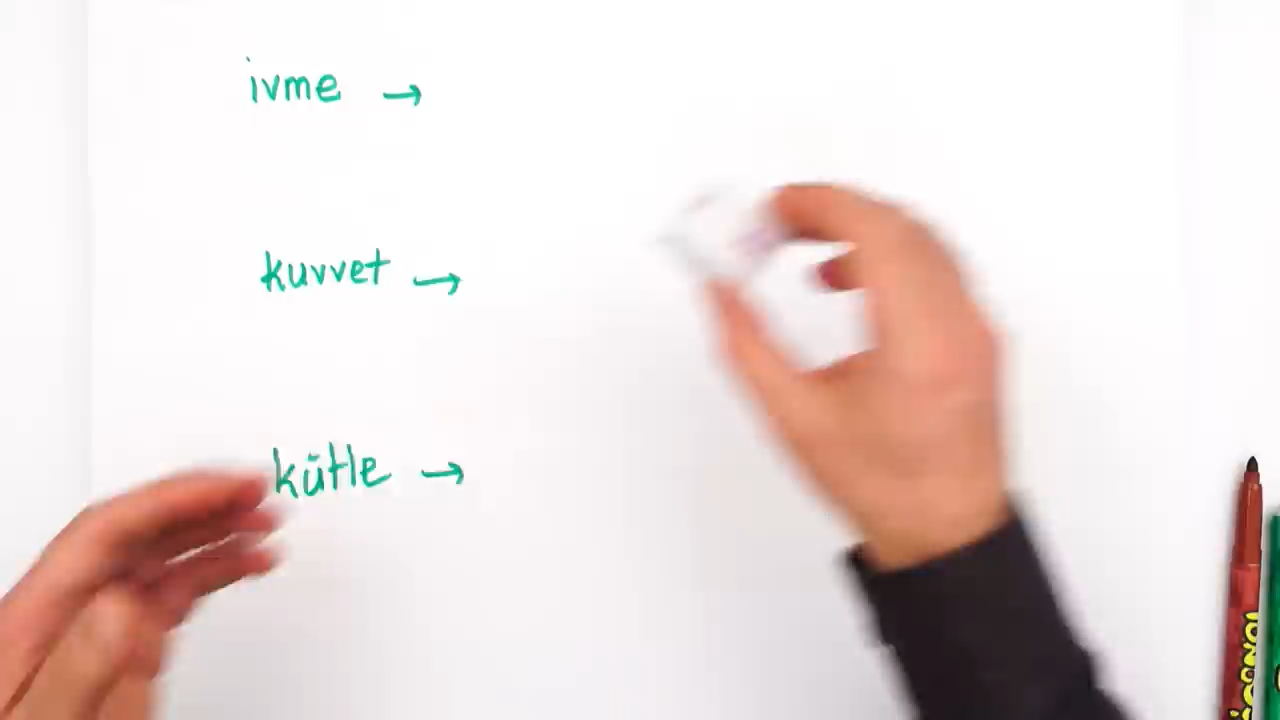 ivme →
kuvvet →
kütle →